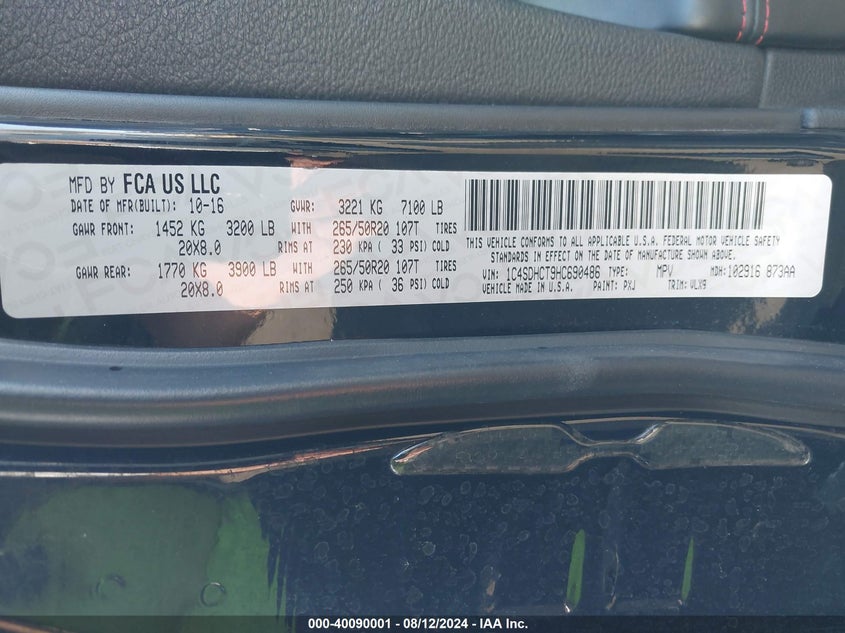 MFD BY FCA US LLC
DATE OF MFR(BUILT): 10-16 GVWR: 3221 KG 7100 LB
GAWR FRONT: 1452 KG 3200 LB WITH 265/50R20 107T TIRES
20X8.0 RIMS AT 230 KPA ( 33 PSI) COLD
GAWR REAR: 1770 KG 3900 LB WITH 265/50R20 107T TIRES
20X8.0 RIMS AT 250 KPA ( 36 PSI) COLD
THIS VEHICLE CONFORMS TO ALL APPLICABLE U.S.A. FEDERAL MOTOR VEHICLE SAFETY
STANDARDS IN EFFECT ON THE DATE OF MANUFACTURE SHOWN ABOVE.
VIN: 1C4SDHCT9HC690486 TYPE: MPV MDH: 102916 873AA
VEHICLE MADE IN U.S.A. PAINT: PXJ TRIM: VLX9
000-40090001 - 08/12/2024 - IAA Inc.